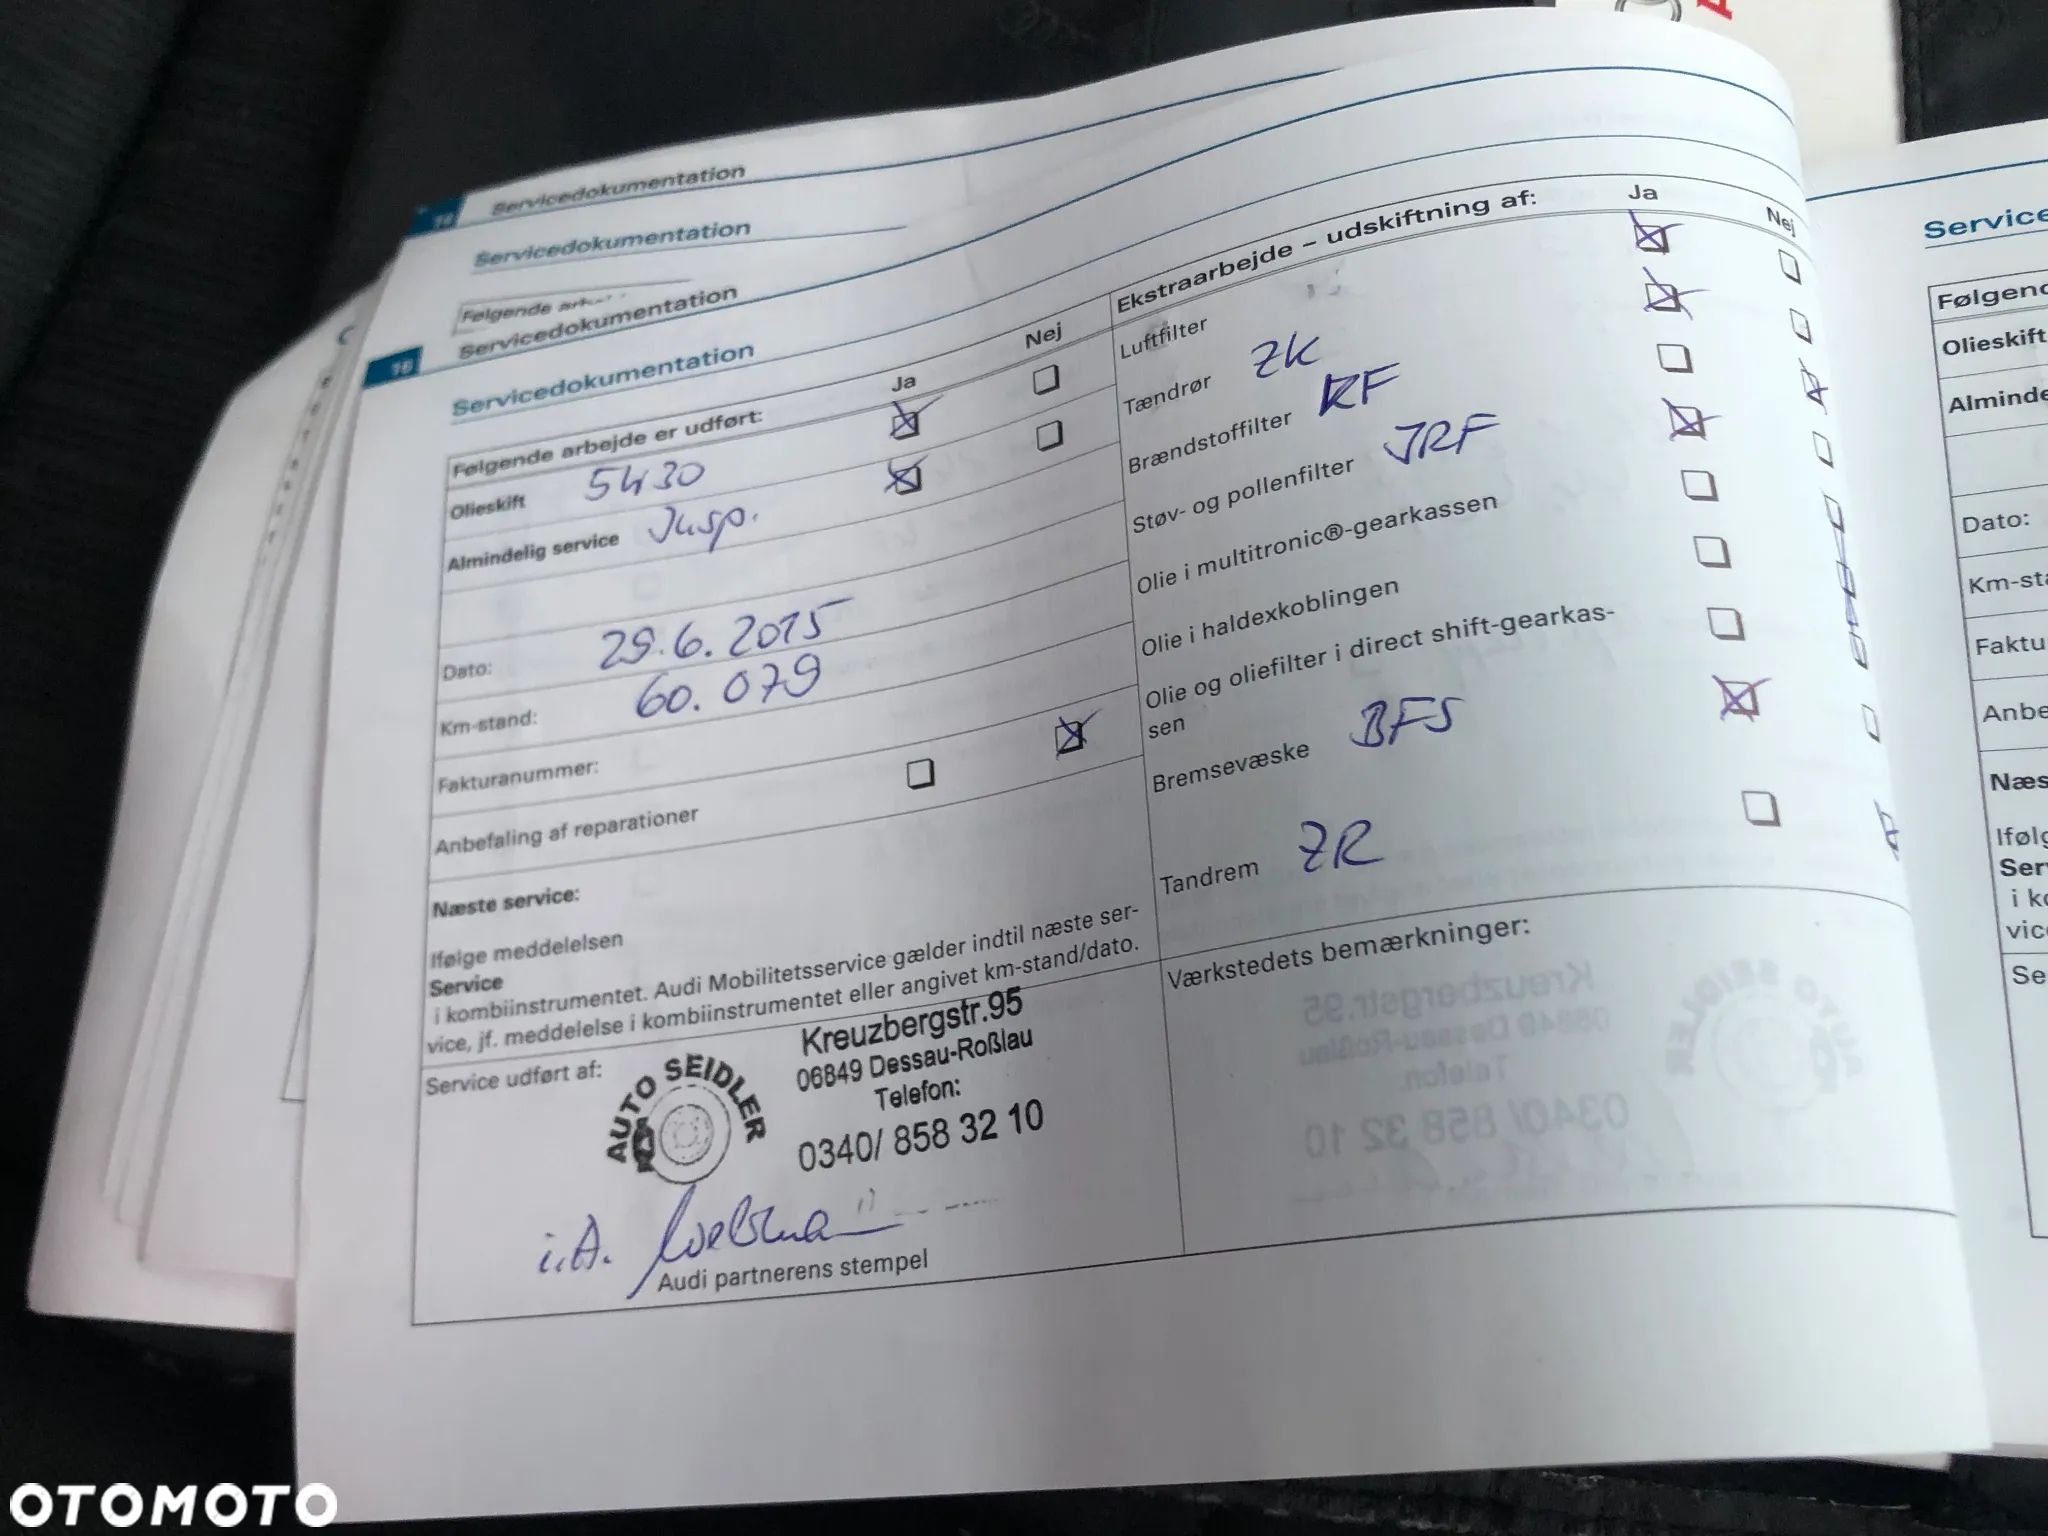 14 Servicedokumentation
Servicedokumentation
Følgende
16 Servicedokumentation
Servicedokumentation
Følgende arbejde er udført: Ja Nej
Olieskift 5W30
Almindelig service Insp.
Dato: 29.6.2015
Km-stand: 60.079
Fakturanummer:
Anbefaling af reparationer
Næste service:
Ifølge meddelelsen
Service
i kombiinstrumentet. Audi Mobilitetsservice gælder indtil næste ser-
vice, jf. meddelelse i kombiinstrumentet eller angivet km-stand/dato.
Service udført af:
AUTO SEIDLER
Kreuzbergstr.95
06849 Dessau-Roßlau
Telefon:
0340/ 858 32 10
i.A.
Audi partnerens stempel
Ekstraarbejde – udskiftning af: Ja Nej
Luftfilter
Tændrør ZK
Brændstoffilter KF
Støv- og pollenfilter JRF
Olie i multitronic®-gearkassen
Olie i haldexkoblingen
Olie og oliefilter i direct shift-gearkas-
sen
Bremsevæske BFS
Tandrem ZR
Værkstedets bemærkninger:
Service
Følgend
Olieskift
Alminde
Dato:
Km-sta
Faktu
Anbe
Næs
Ifølg
Ser
i ko
vic
Se
OTOMOTO